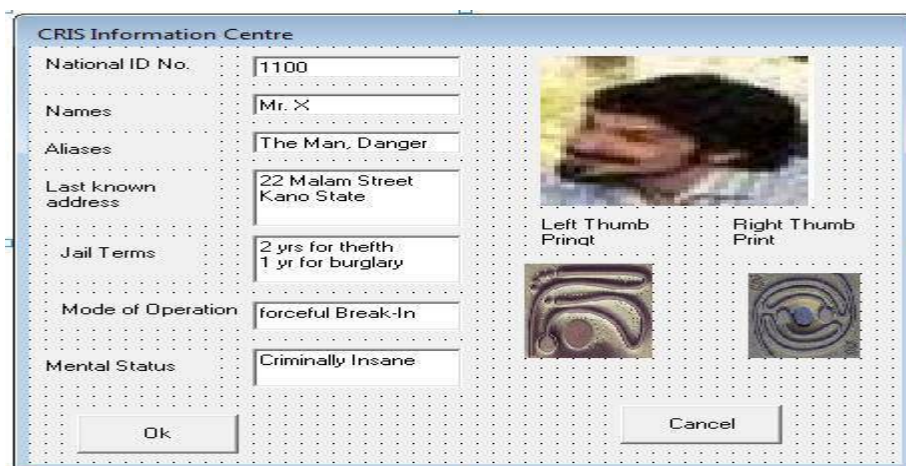 CRIS Information Centre
National ID No.
1100
Names
Mr. X
Aliases
The Man, Danger
Last known
address
22 Malam Street
Kano State
Jail Terms
2 yrs for thefth
1 yr for burglary
Mode of Operation
forceful Break-In
Mental Status
Criminally Insane
Left Thumb
Pringt
Right Thumb
Print
Ok
Cancel